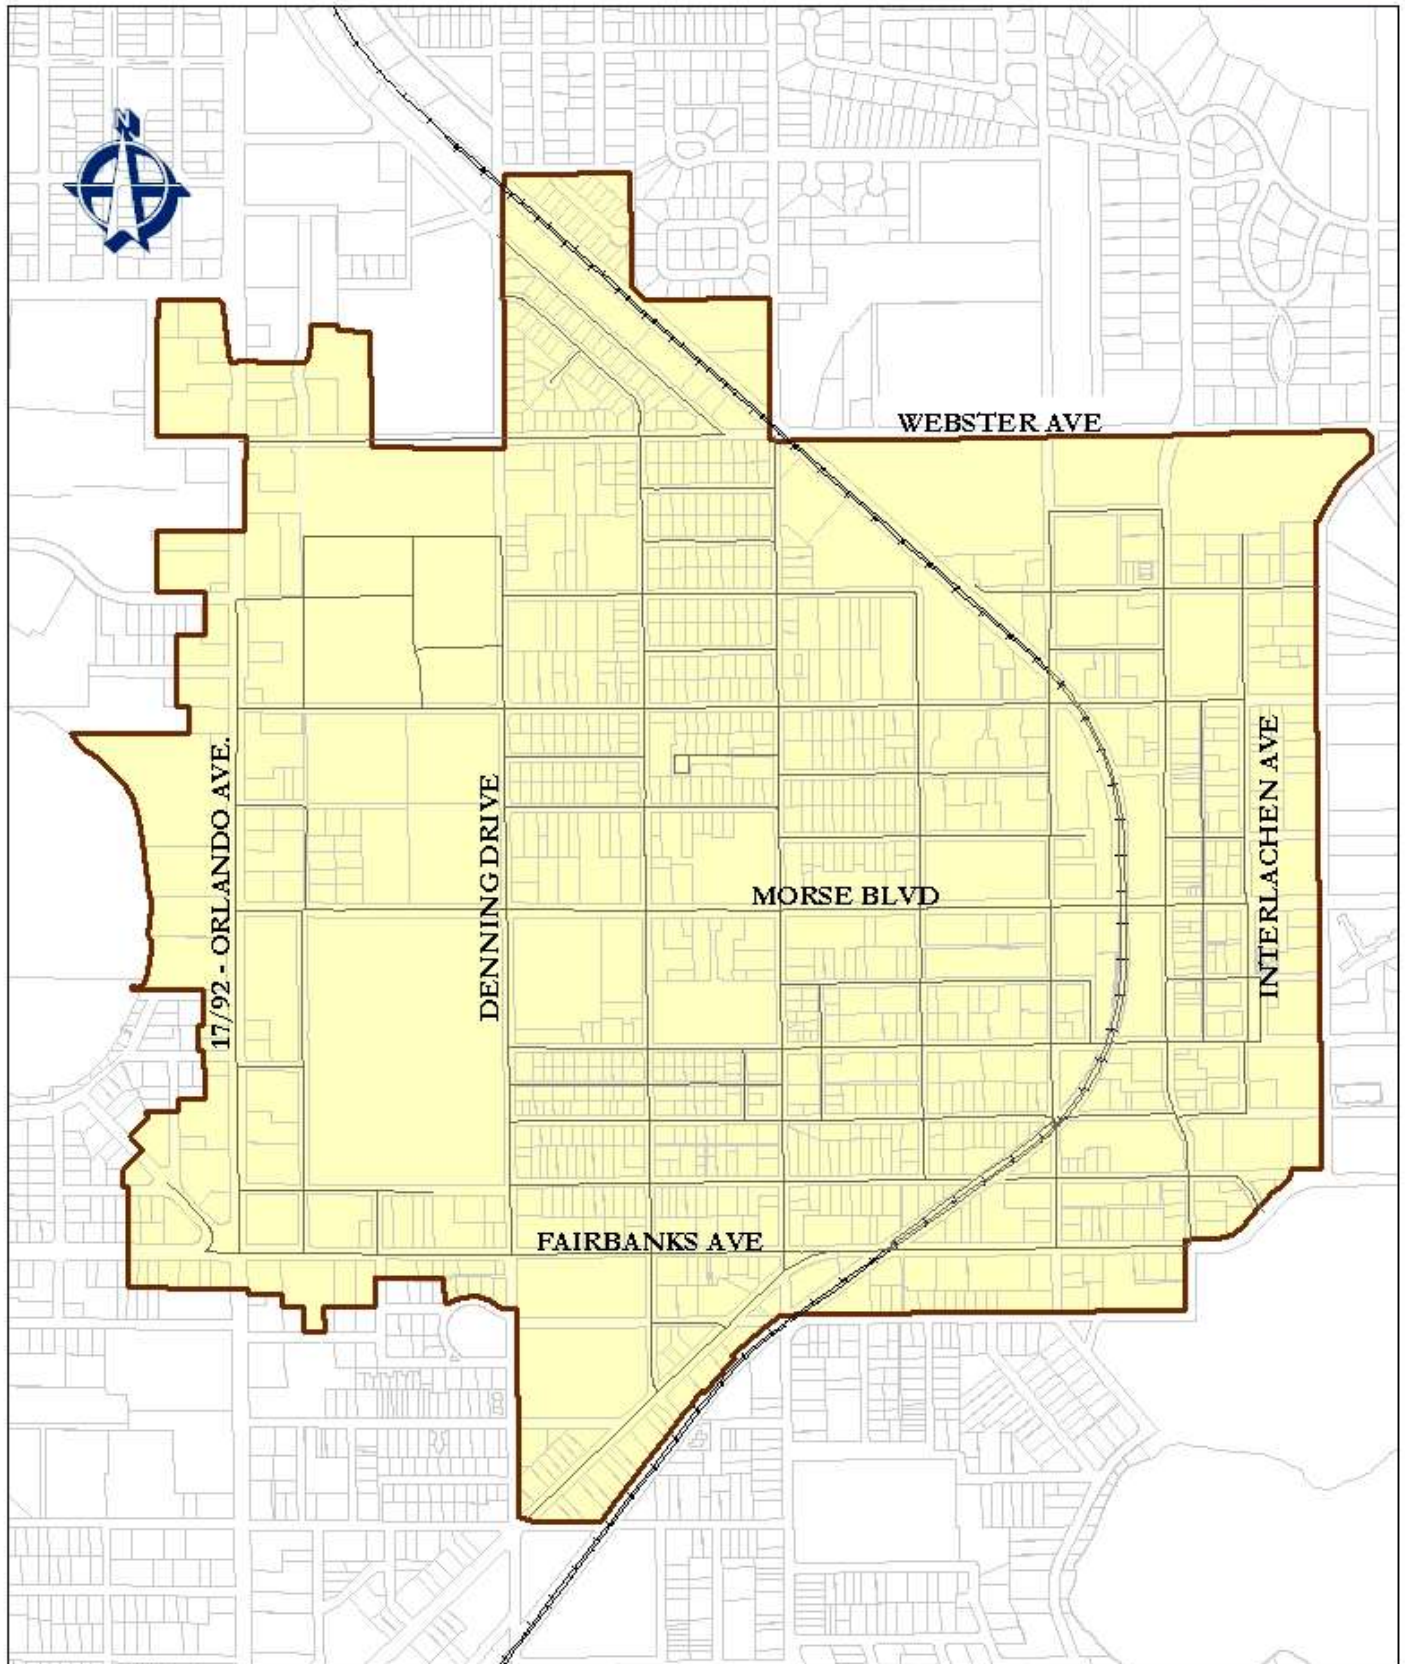 N
WEBSTER AVE
17/92 - ORLANDO AVE.
DENNING DRIVE
MORSE BLVD
INTERLACHEN AVE
FAIRBANKS AVE